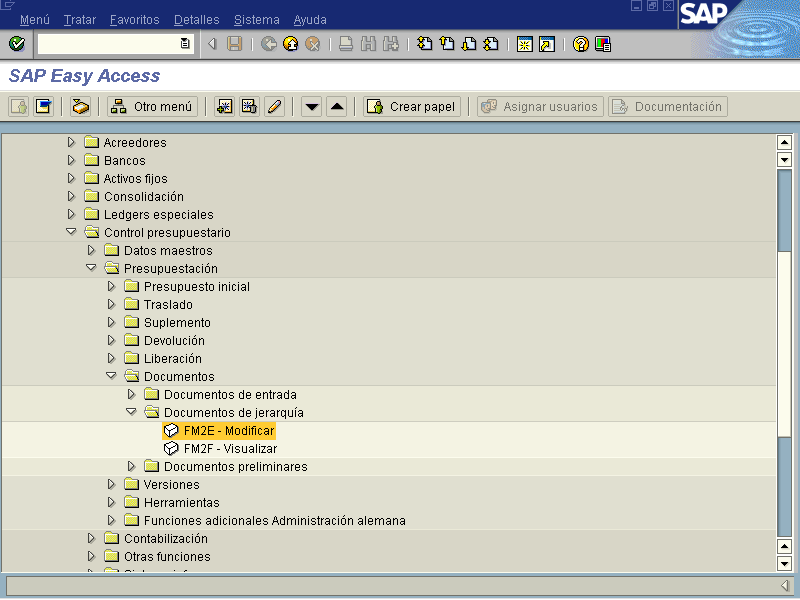 Menú Tratar Favoritos Detalles Sistema Ayuda
SAP
SAP Easy Access
Otro menú Crear papel Asignar usuarios Documentación
Acreedores
Bancos
Activos fijos
Consolidación
Ledgers especiales
Control presupuestario
Datos maestros
Presupuestación
Presupuesto inicial
Traslado
Suplemento
Devolución
Liberación
Documentos
Documentos de entrada
Documentos de jerarquía
FM2E - Modificar
FM2F - Visualizar
Documentos preliminares
Versiones
Herramientas
Funciones adicionales Administración alemana
Contabilización
Otras funciones